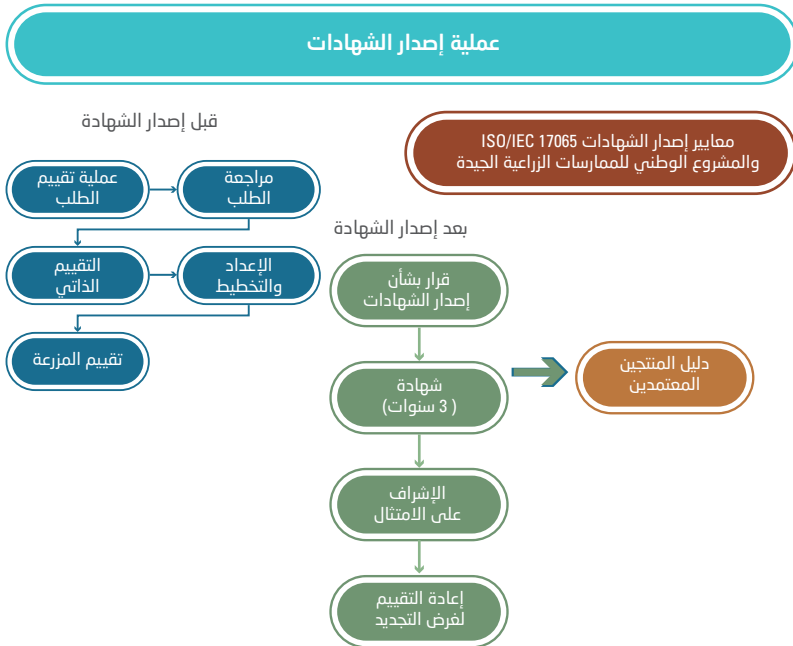 عملية إصدار الشهادات
معايير إصدار الشهادات ISO/IEC 17065
والمشروع الوطني للممارسات الزراعية الجيدة
قبل إصدار الشهادة
عملية تقييم
الطلب
مراجعة
الطلب
التقييم
الذاتي
الإعداد
والتخطيط
تقييم المزرعة
بعد إصدار الشهادة
قرار بشأن
إصدار الشهادات
شهادة
( 3 سنوات)
دليل المنتجين
المعتمدين
الإشراف
على الامتثال
إعادة التقييم
لغرض التجديد